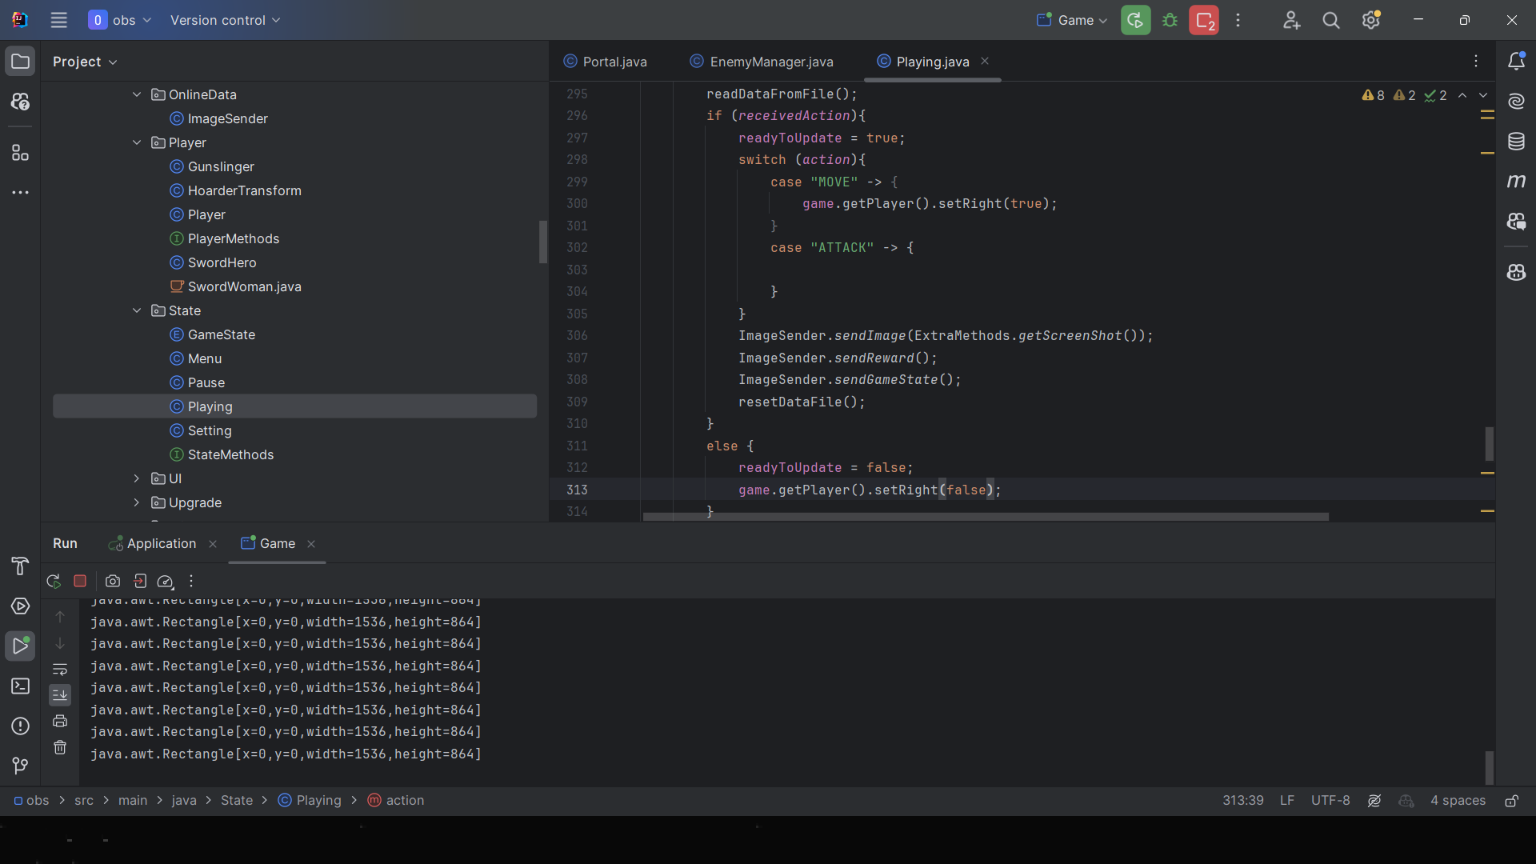 obs
Version control
Game
2
Project
Portal.java
EnemyManager.java
Playing.java
OnlineData
ImageSender
Player
Gunslinger
HoarderTransform
Player
PlayerMethods
SwordHero
SwordWoman.java
State
GameState
Menu
Pause
Playing
Setting
StateMethods
UI
Upgrade
8 2 2
295 readDataFromFile();
296 if (receivedAction){
297 readyToUpdate = true;
298 switch (action){
299 case "MOVE" -> {
300 game.getPlayer().setRight(true);
301 }
302 case "ATTACK" -> {
303
304 }
305 }
306 ImageSender.sendImage(ExtraMethods.getScreenShot());
307 ImageSender.sendReward();
308 ImageSender.sendGameState();
309 resetDataFile();
310 }
311 else {
312 readyToUpdate = false;
313 game.getPlayer().setRight(false);
314 }
Run
Application
Game
java.awt.Rectangle[x=0,y=0,width=1536,height=864]
java.awt.Rectangle[x=0,y=0,width=1536,height=864]
java.awt.Rectangle[x=0,y=0,width=1536,height=864]
java.awt.Rectangle[x=0,y=0,width=1536,height=864]
java.awt.Rectangle[x=0,y=0,width=1536,height=864]
java.awt.Rectangle[x=0,y=0,width=1536,height=864]
java.awt.Rectangle[x=0,y=0,width=1536,height=864]
java.awt.Rectangle[x=0,y=0,width=1536,height=864]
obs > src > main > java > State > Playing > action
313:39 LF UTF-8 4 spaces